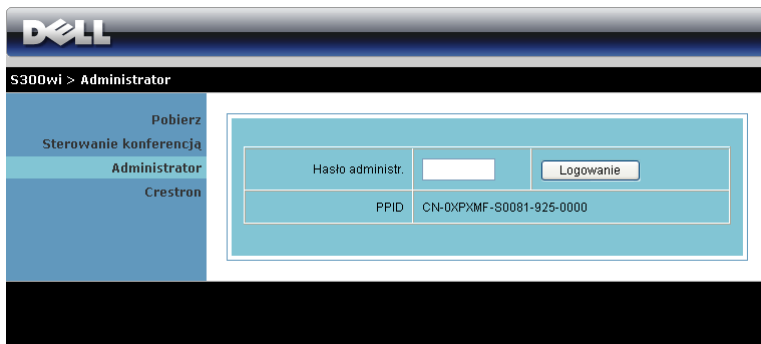 DELL
S300wi > Administrator
Pobierz
Sterowanie konferencją
Administrator
Crestron
Hasło administr.
Logowanie
PPID
CN-0XPXMF-S0081-925-0000